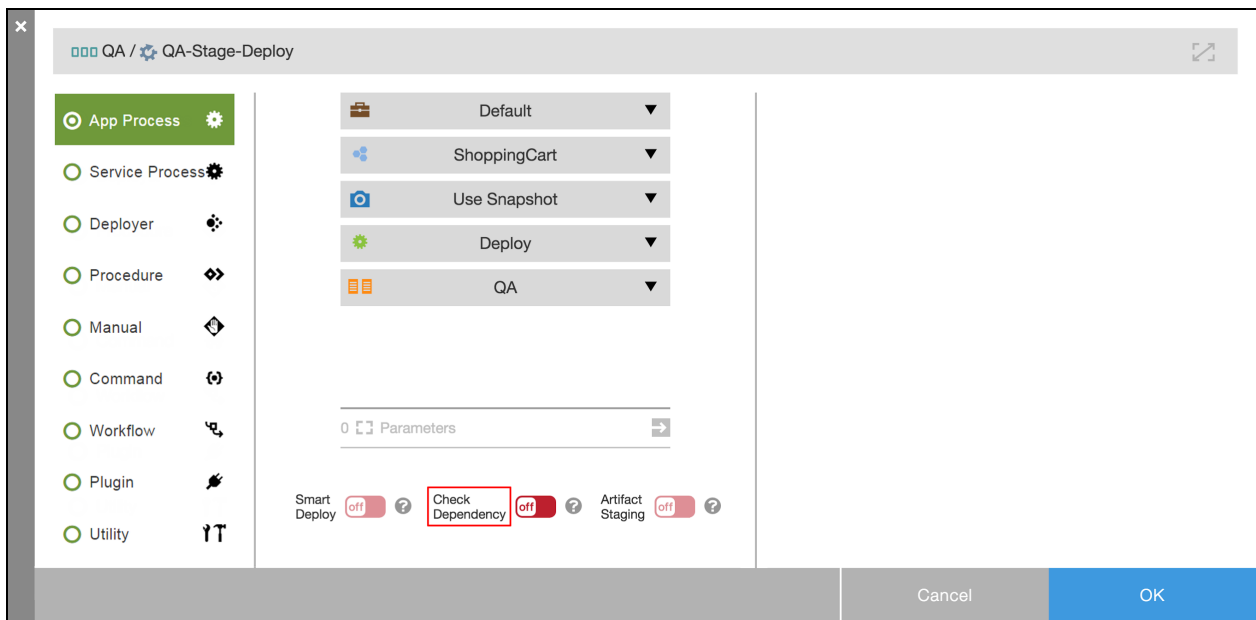 QA / QA-Stage-Deploy
App Process
Service Process
Deployer
Procedure
Manual
Command
Workflow
Plugin
Utility
Default
ShoppingCart
Use Snapshot
Deploy
QA
0 Parameters
Smart
Deploy
off
?
Check
Dependency
off
?
Artifact
Staging
off
?
Cancel
OK